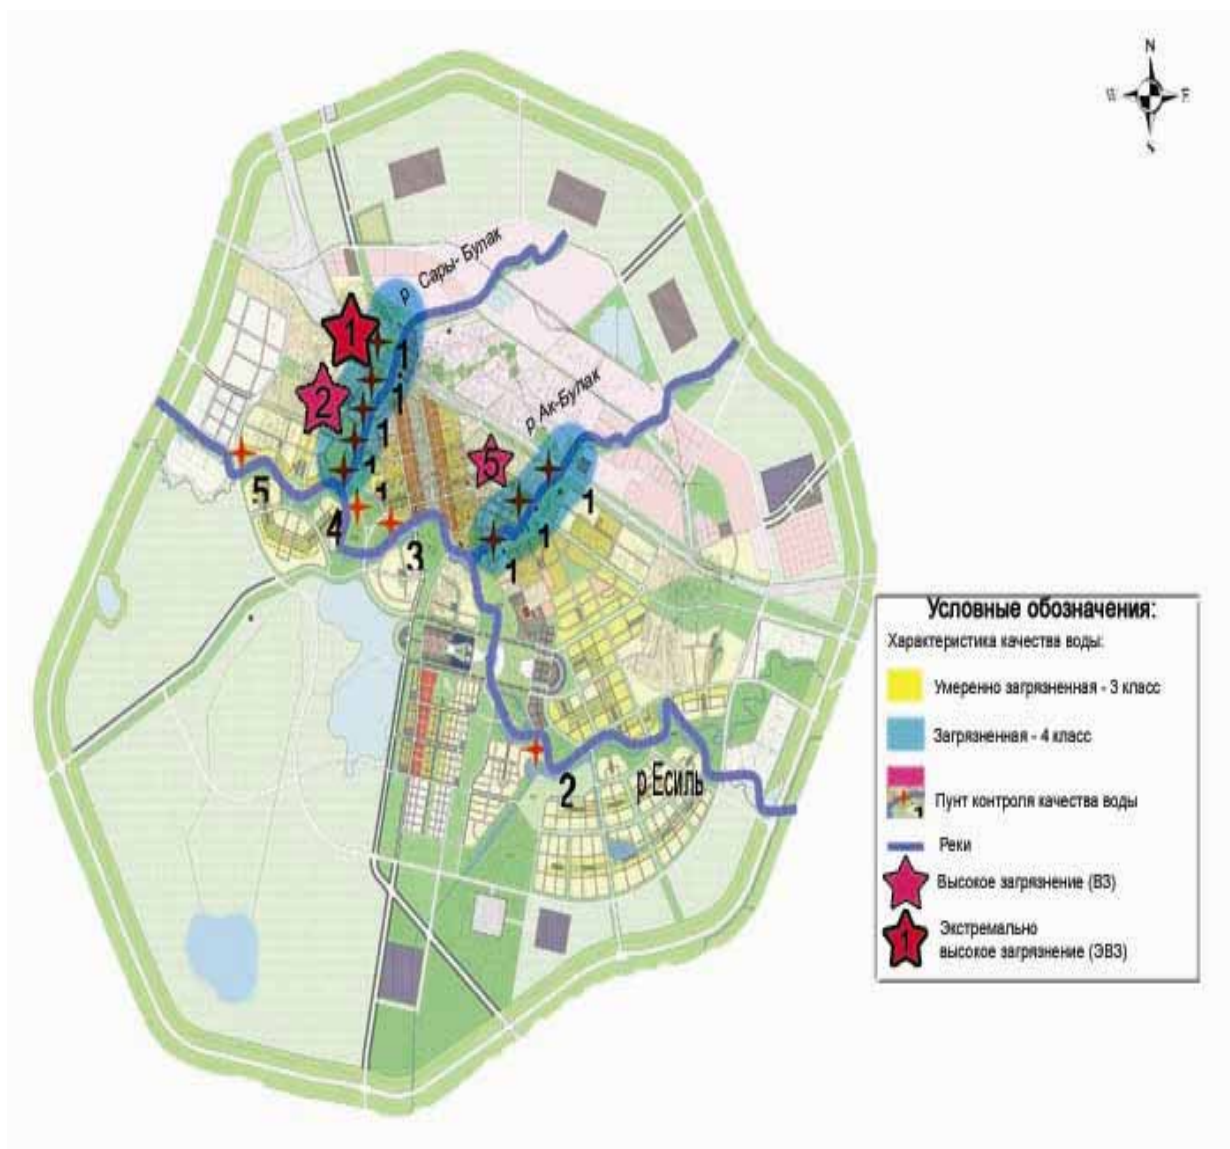 N
W
E
S
р Сары- Булак
1
1
2
1
р Ак-Булак
1
5
1
5
1
1
4
1
3
1
1
2
р Есиль
Условные обозначения:
Характеристика качества воды:
Умеренно загрязненная - 3 класс
Загрязненная - 4 класс
Пунт контроля качества воды
1
Реки
Высокое загрязнение (ВЗ)
1
Экстремально
высокое загрязнение (ЭВЗ)